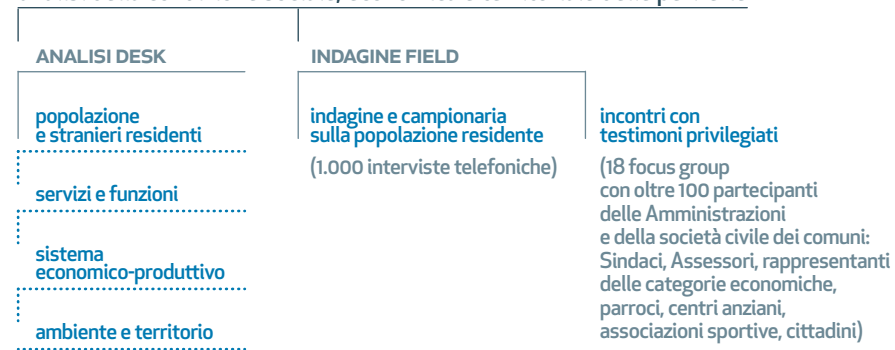 ANALISI DESK
INDAGINE FIELD
popolazione
e stranieri residenti
servizi e funzioni
sistema
economico-produttivo
ambiente e territorio
indagine e campionaria
sulla popolazione residente
(1.000 interviste telefoniche)
incontri con
testimoni privilegiati
(18 focus group
con oltre 100 partecipanti
delle Amministrazioni
e della società civile dei comuni:
Sindaci, Assessori, rappresentanti
delle categorie economiche,
parroci, centri anziani,
associazioni sportive, cittadini)